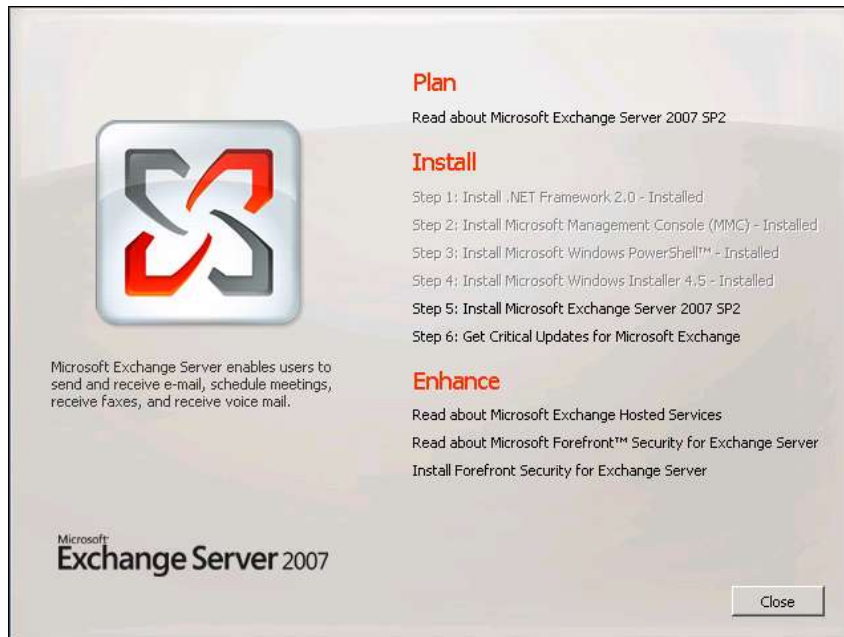 Plan
Read about Microsoft Exchange Server 2007 SP2
Install
Step 1: Install .NET Framework 2.0 - Installed
Step 2: Install Microsoft Management Console (MMC) - Installed
Step 3: Install Microsoft Windows PowerShell™ - Installed
Step 4: Install Microsoft Windows Installer 4.5 - Installed
Step 5: Install Microsoft Exchange Server 2007 SP2
Step 6: Get Critical Updates for Microsoft Exchange
Microsoft Exchange Server enables users to
send and receive e-mail, schedule meetings,
receive faxes, and receive voice mail.
Enhance
Read about Microsoft Exchange Hosted Services
Read about Microsoft Forefront™ Security for Exchange Server
Install Forefront Security for Exchange Server
Microsoft
Exchange Server 2007
Close